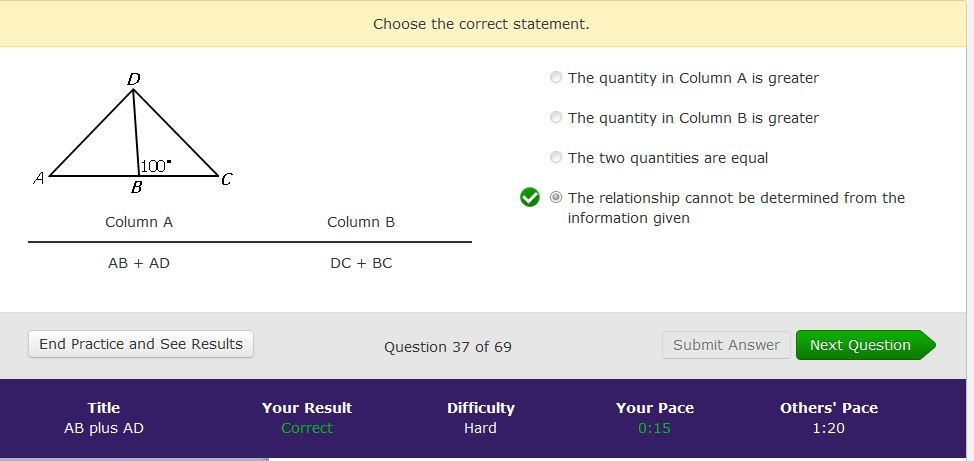 Choose the correct statement.
D
A
B
100°
C
Column A Column B
AB + AD DC + BC
The quantity in Column A is greater
The quantity in Column B is greater
The two quantities are equal
The relationship cannot be determined from the
information given
End Practice and See Results Question 37 of 69 Submit Answer Next Question
Title Your Result Difficulty Your Pace Others' Pace
AB plus AD Correct Hard 0:15 1:20